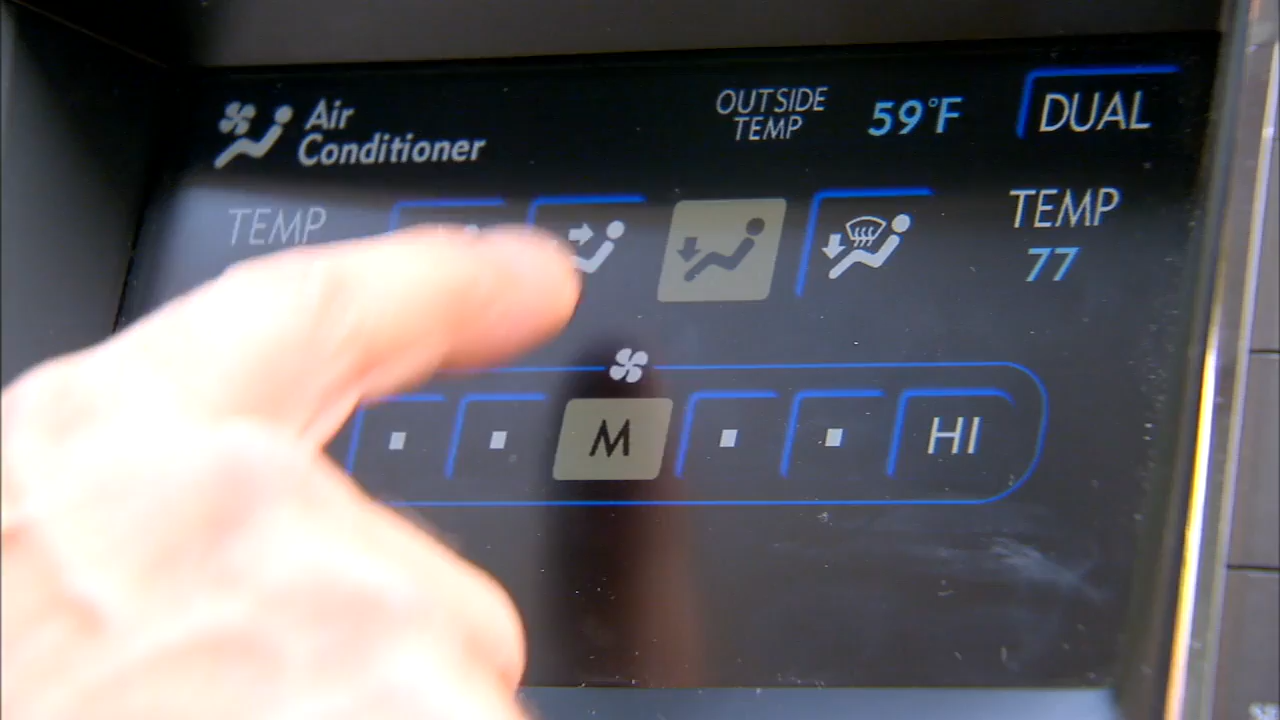 Air
Conditioner
OUTSIDE
TEMP
59°F
DUAL
TEMP
TEMP
77
M
HI